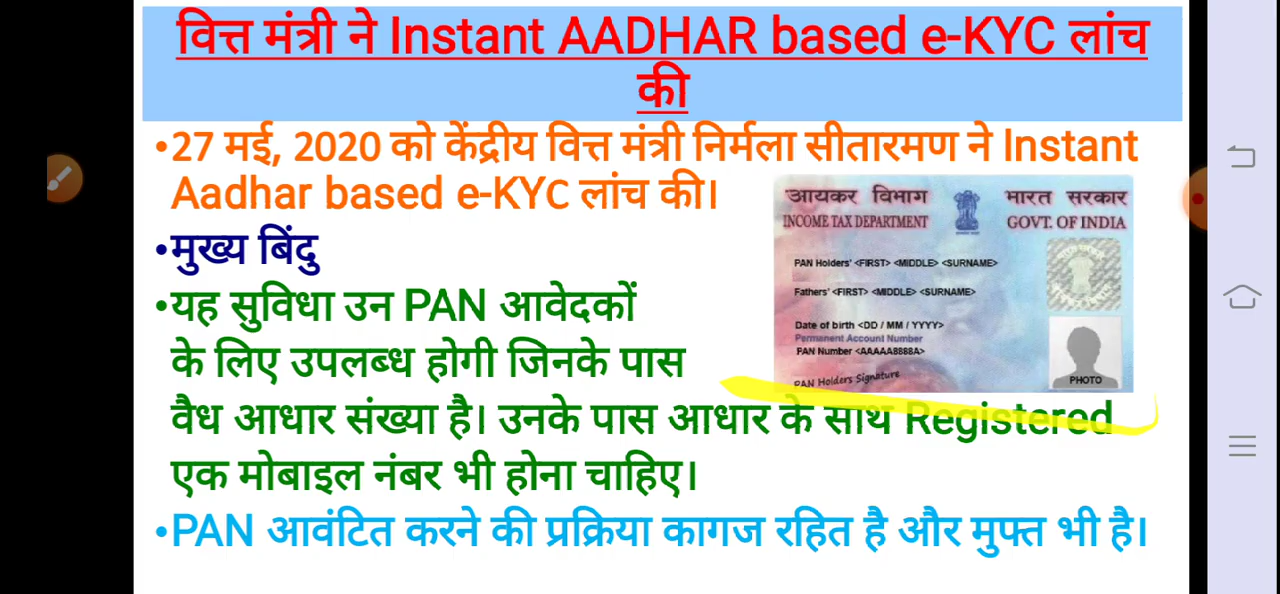 वित्त मंत्री ने Instant AADHAR based e-KYC लांच
की
•27 मई, 2020 को केंद्रीय वित्त मंत्री निर्मला सीतारमण ने Instant
Aadhar based e-KYC लांच की।
•मुख्य बिंदु
•यह सुविधा उन PAN आवेदकों
के लिए उपलब्ध होगी जिनके पास
वैध आधार संख्या है। उनके पास आधार के साथ Registered
एक मोबाइल नंबर भी होना चाहिए।
•PAN आवंटित करने की प्रक्रिया कागज रहित है और मुफ्त भी है।
आयकर विभाग भारत सरकार
INCOME TAX DEPARTMENT GOVT. OF INDIA
PAN Holders' <FIRST> <MIDDLE> <SURNAME>
Fathers' <FIRST> <MIDDLE> <SURNAME>
Date of birth <DD / MM / YYYY>
Permanent Account Number
PAN Number <AAAAA8888A>
PAN Holders Signature
PHOTO